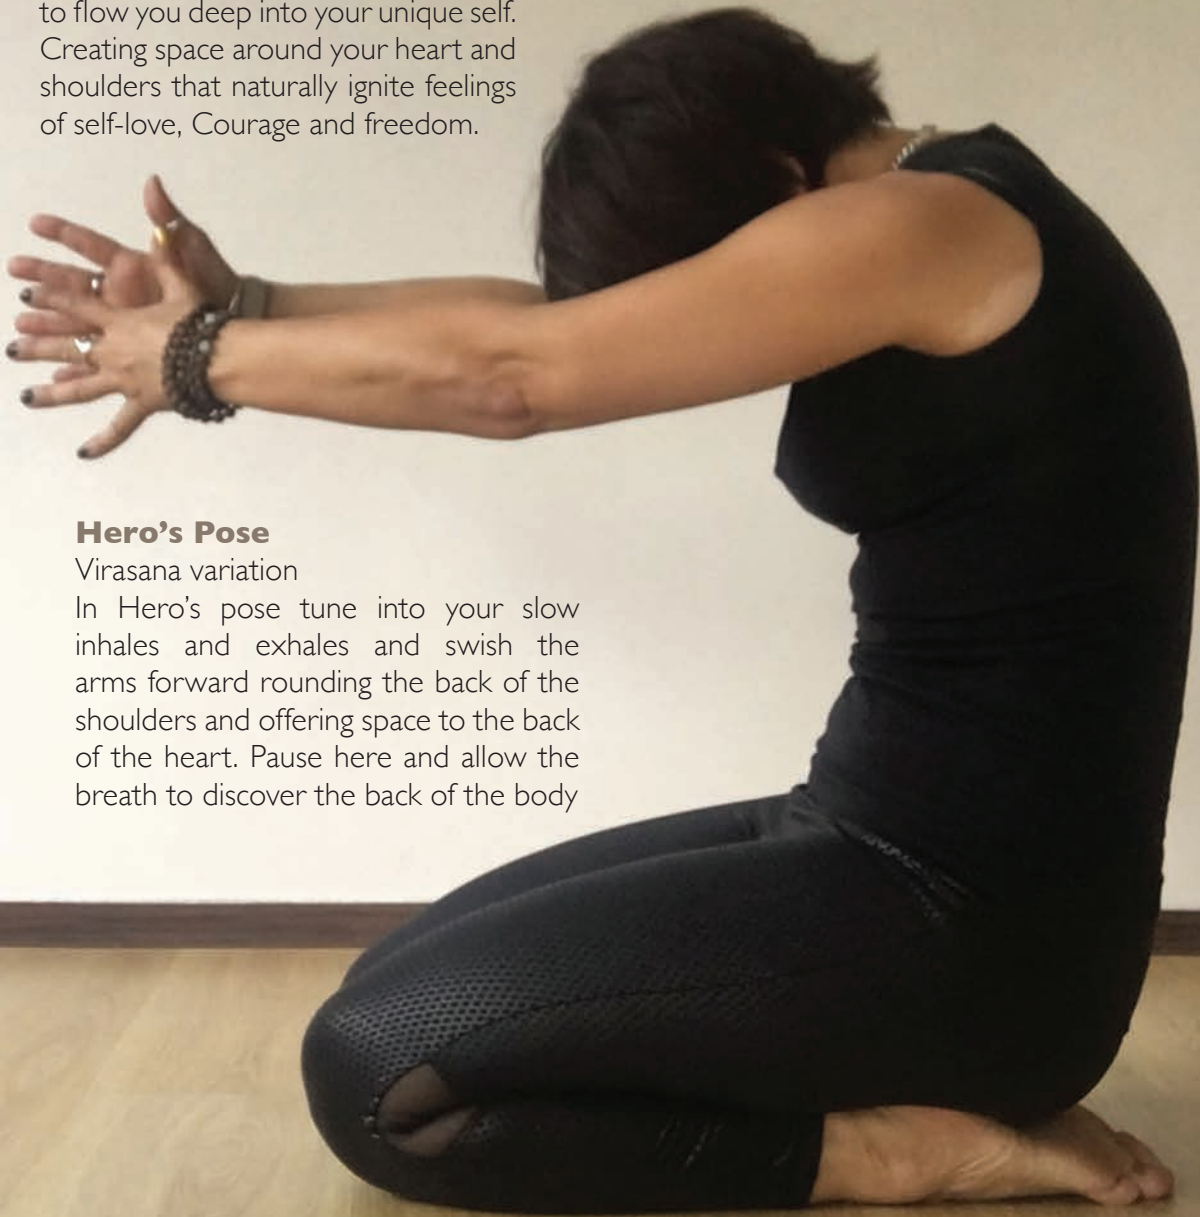 to flow you deep into your unique self.
Creating space around your heart and
shoulders that naturally ignite feelings
of self-love, Courage and freedom.
Hero’s Pose
Virasana variation
In Hero’s pose tune into your slow
inhales and exhales and swish the
arms forward rounding the back of the
shoulders and offering space to the back
of the heart. Pause here and allow the
breath to discover the back of the body